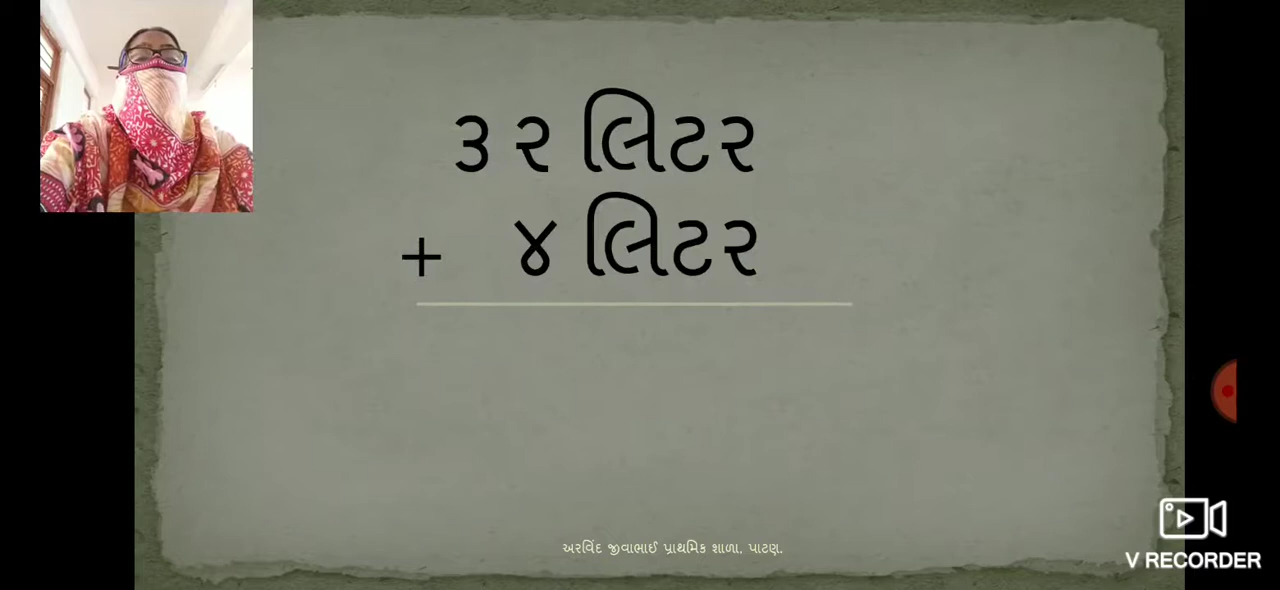 ૩ ૨ લિટર
+ ૪ લિટર
અરવિંદ જીવાભાઈ પ્રાથમિક શાળા, પાટણ.
V RECORDER